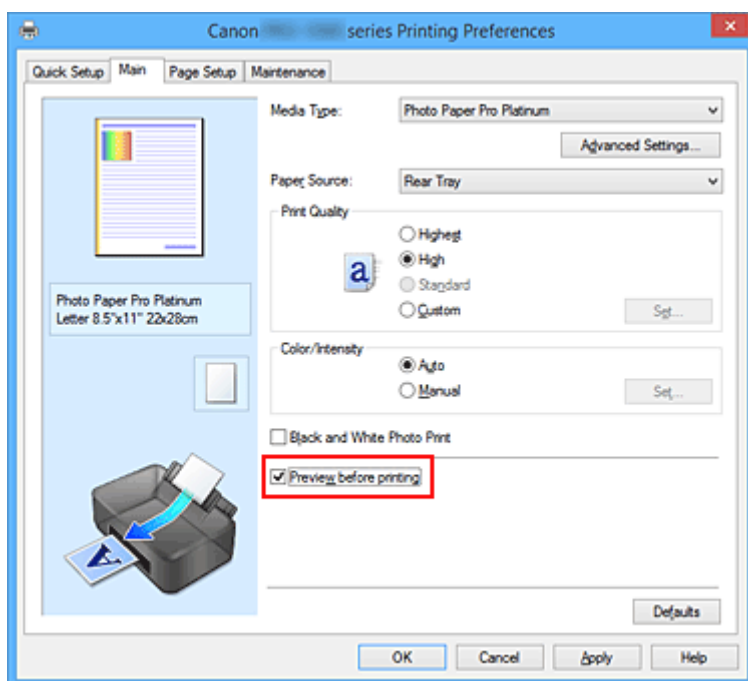 Canon series Printing Preferences
Quick Setup Main Page Setup Maintenance
Media Type: Photo Paper Pro Platinum
Advanced Settings...
Paper Source: Rear Tray
Print Quality
Highest
a High
Standard
Custom Set...
Photo Paper Pro Platinum
Letter 8.5"x11" 22x28cm
Color/Intensity
Auto
Manual Set...
Black and White Photo Print
Preview before printing
A
Defaults
OK Cancel Apply Help